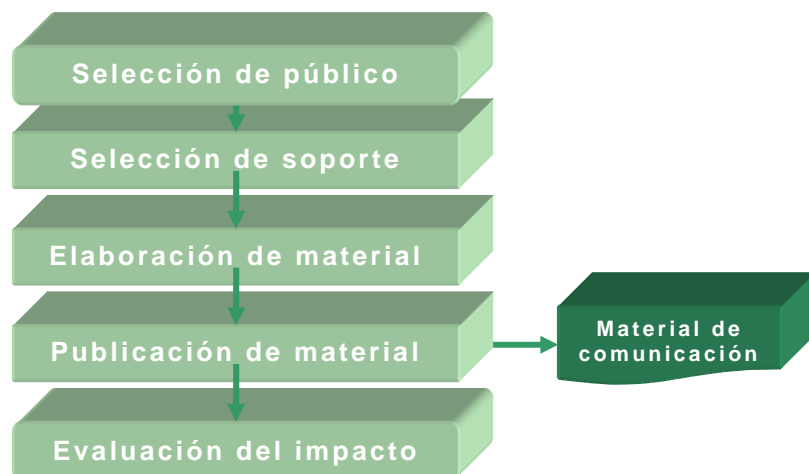 Selección de público
Selección de soporte
Elaboración de material
Publicación de material
Material de
comunicación
Evaluación del impacto